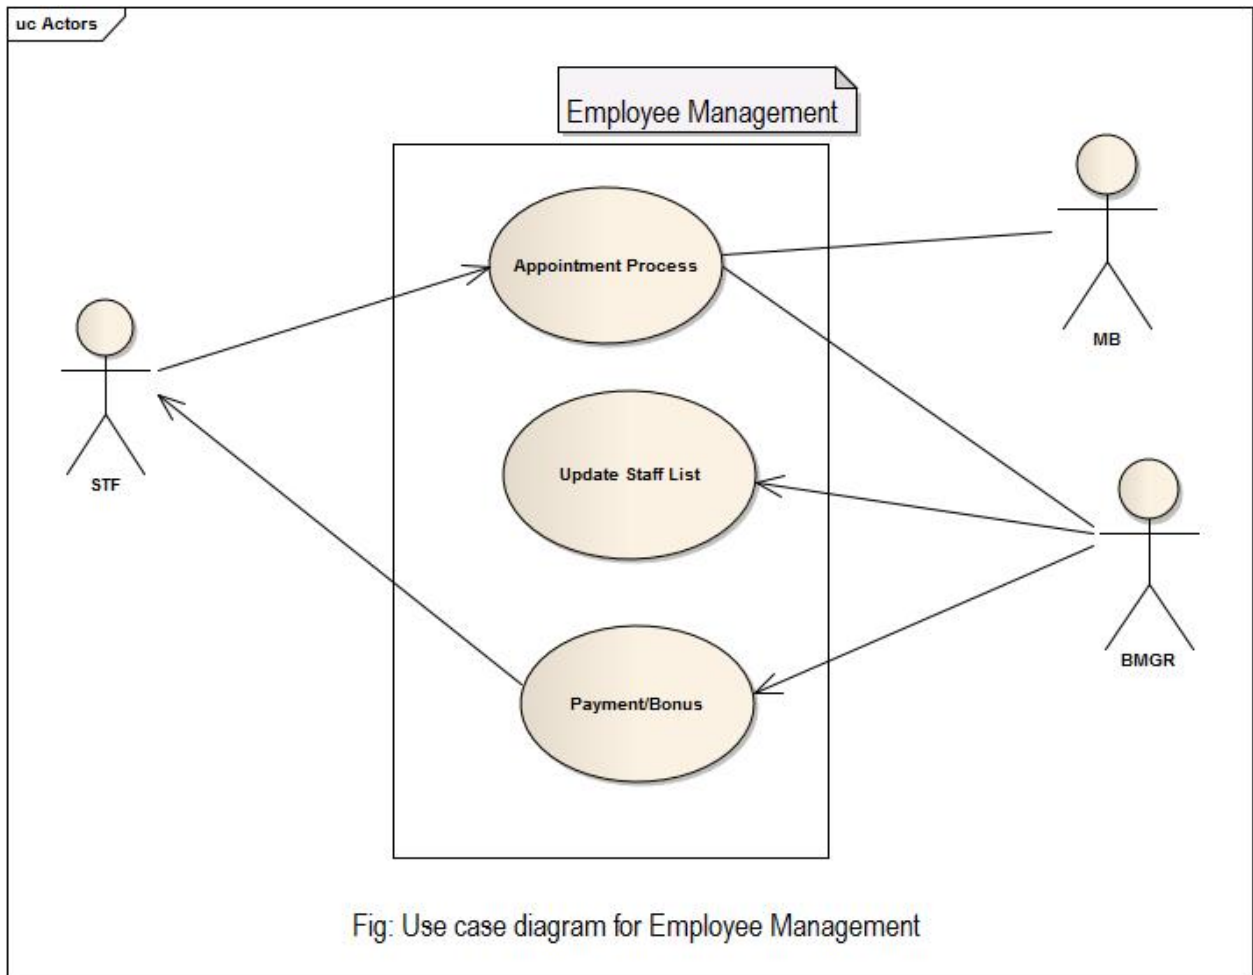 uc Actors
Employee Management
Appointment Process
MB
STF
Update Staff List
BMGR
Payment/Bonus
Fig: Use case diagram for Employee Management